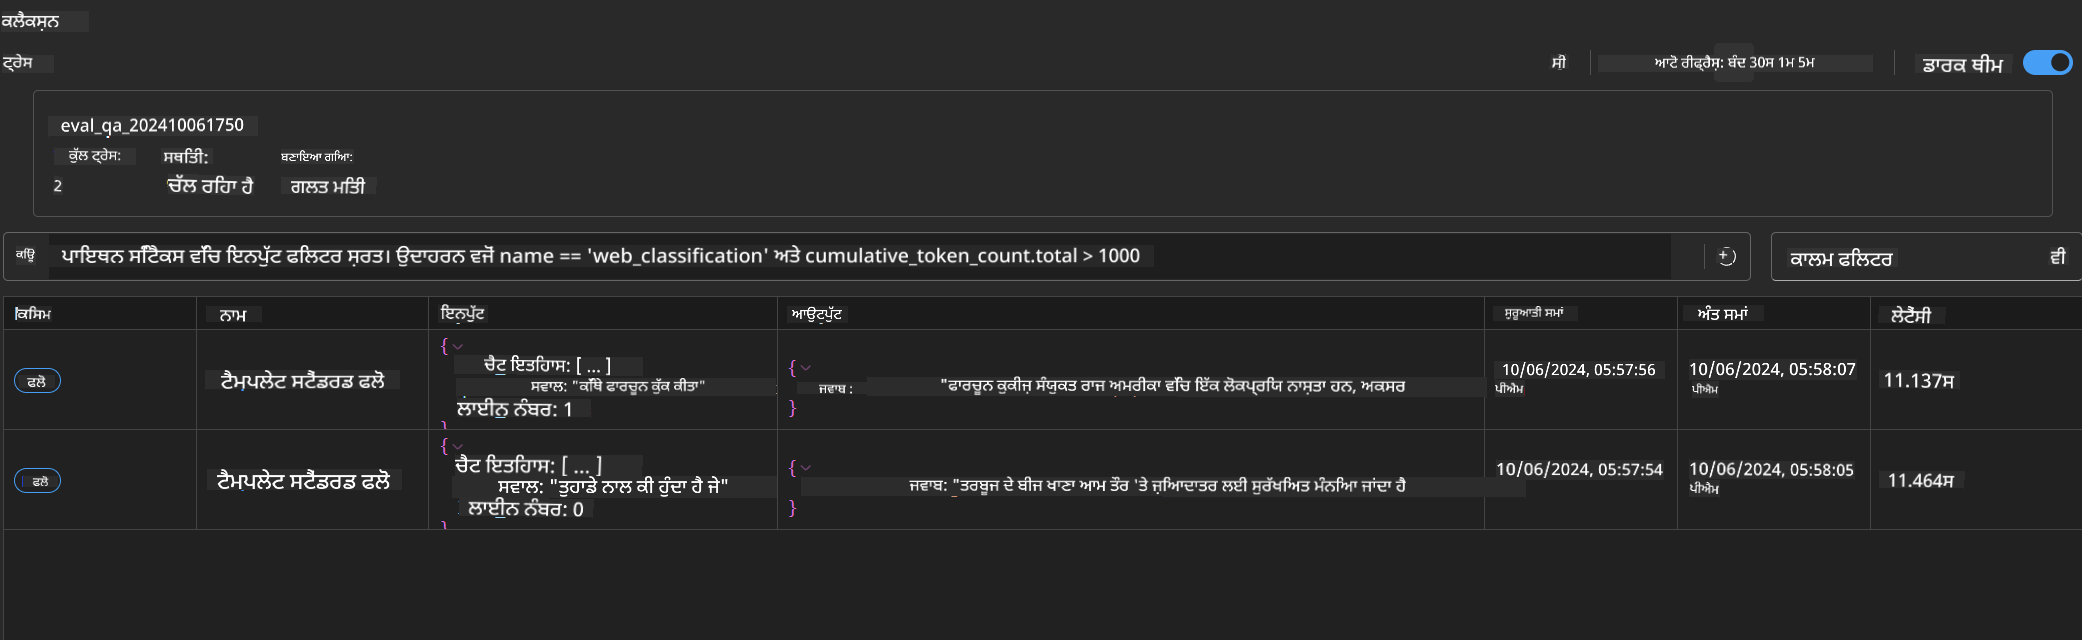 ਕਲੈਕਸ਼ਨ
ਟ੍ਰੇਸ
ਸੀ ਆਟੋ ਰੀਫ੍ਰੈਸ਼: ਬੰਦ 30ਸ 1ਮ 5ਮ ਡਾਰਕ ਥੀਮ
eval_qa_202410061750
ਕੁੱਲ ਟ੍ਰੇਸ: ਸਥਿਤੀ: ਬਣਾਇਆ ਗਿਆ:
2 ਚੱਲ ਰਿਹਾ ਹੈ ਗਲਤ ਮਿਤੀ
ਪਾਇਥਨ ਸਿੰਟੈਕਸ ਵਿੱਚ ਇਨਪੁੱਟ ਫਿਲਟਰ ਸ਼ਰਤ। ਉਦਾਹਰਨ ਵਜੋਂ name == 'web_classification' ਅਤੇ cumulative_token_count.total > 1000
ਕਾਲਮ ਫਿਲਟਰ ਵੀ
ਕਿਸਿਮ ਨਾਮ ਇਨਪੁੱਟ ਆਉਟਪੁੱਟ ਸ਼ੁਰੂਆਤੀ ਸਮਾਂ ਅੰਤ ਸਮਾਂ ਲੇਟੈਂਸੀ
ਫਲੋ ਟੈਮਪਲੇਟ ਸਟੈਂਡਰਡ ਫਲੋ
{
ਚੈਟ ਇਤਿਹਾਸ: [ ... ]
ਸਵਾਲ: "ਕਿੱਥੇ ਫਾਰਚੂਨ ਕੁੱਕ ਕੀਤਾ"
ਲਾਈਨ ਨੰਬਰ: 1
}
{
ਜਵਾਬ : "ਫਾਰਚੂਨ ਕੁਕੀਜ਼ ਸੰਯੁਕਤ ਰਾਜ ਅਮਰੀਕਾ ਵਿੱਚ ਇੱਕ ਲੋਕਪ੍ਰਿਯ ਨਾਸ਼ਤਾ ਹਨ, ਅਕਸਰ
}
10/06/2024, 05:57:56
ਪੀਐਮ
10/06/2024, 05:58:07
ਪੀਐਮ
11.137ਸ
ਫਲੋ ਟੈਮਪਲੇਟ ਸਟੈਂਡਰਡ ਫਲੋ
{
ਚੈਟ ਇਤਿਹਾਸ: [ ... ]
ਸਵਾਲ: "ਤੁਹਾਡੇ ਨਾਲ ਕੀ ਹੁੰਦਾ ਹੈ ਜੇ"
ਲਾਈਨ ਨੰਬਰ: 0
}
{
ਜਵਾਬ: "ਤਰਬੂਜ ਦੇ ਬੀਜ ਖਾਣਾ ਆਮ ਤੌਰ 'ਤੇ ਜ਼ਿਆਦਾਤਰ ਲਈ ਸੁਰੱਖਿਅਤ ਮੰਨਿਆ ਜਾਂਦਾ ਹੈ
}
10/06/2024, 05:57:54
10/06/2024, 05:58:05
ਪੀਐਮ
11.464ਸ